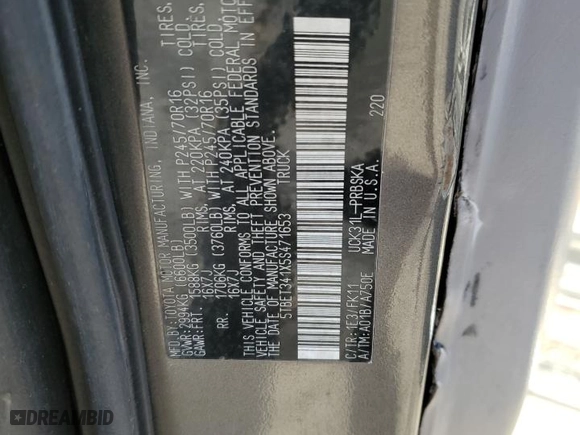 MFD.BY:TOYOTA MOTOR MANUFACTURING, INDIANA, INC.
GVWR:2994KG (6600LB)
GAWR:FRT. 1588KG (3500LB) WITH P245/70R16 TIRES,
16X7J RIMS, AT 220KPA (32PSI) COLD
RR. 1706KG (3760LB) WITH P245/70R16 TIRES,
16X7J RIMS, AT 240KPA (35PSI) COLD
THIS VEHICLE CONFORMS TO ALL APPLICABLE FEDERAL MOTOR
VEHICLE SAFETY AND THEFT PREVENTION STANDARDS IN EFFE
ON THE DATE OF MANUFACTURE SHOWN ABOVE.
5TBET341X5S471653 TRUCK
220
C/TR:1E3/FK11 UCK31L-PRBSKA
A/TM:A01B/A750E MADE IN U.S.A.
DREAMBID